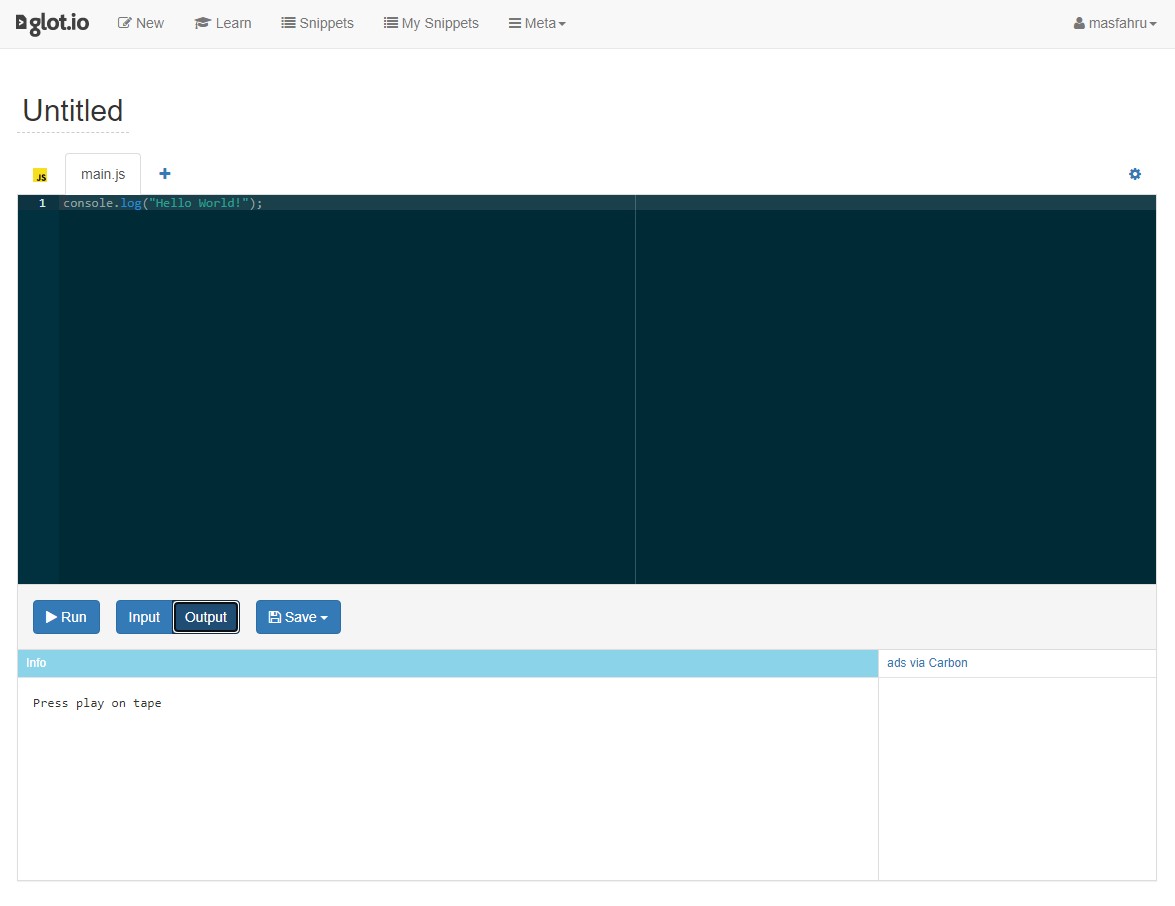 glot.io New Learn Snippets My Snippets Meta masfahru
Untitled
JS main.js
1 console.log("Hello World!");
Run Input Output Save
Info ads via Carbon
Press play on tape